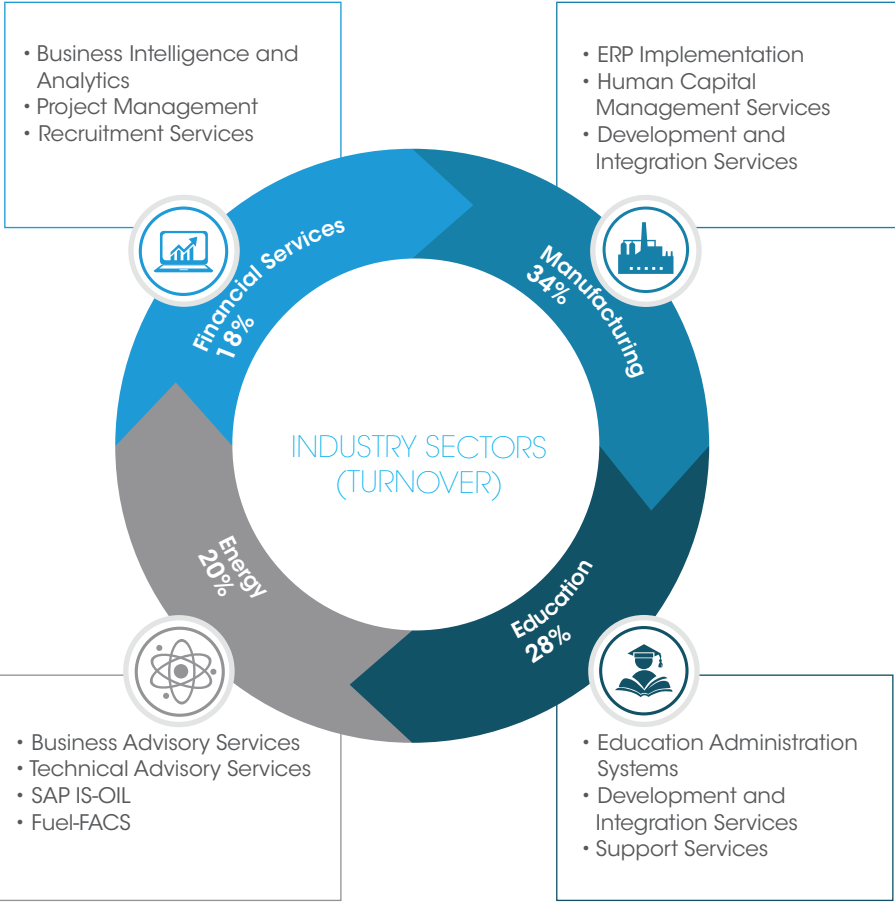 • Business Intelligence and
Analytics
• Project Management
• Recruitment Services
• ERP Implementation
• Human Capital
Management Services
• Development and
Integration Services
Financial Services
18%
Manufacturing
34%
INDUSTRY SECTORS
(TURNOVER)
Energy
20%
Education
28%
• Business Advisory Services
• Technical Advisory Services
• SAP IS-OIL
• Fuel-FACS
• Education Administration
Systems
• Development and
Integration Services
• Support Services